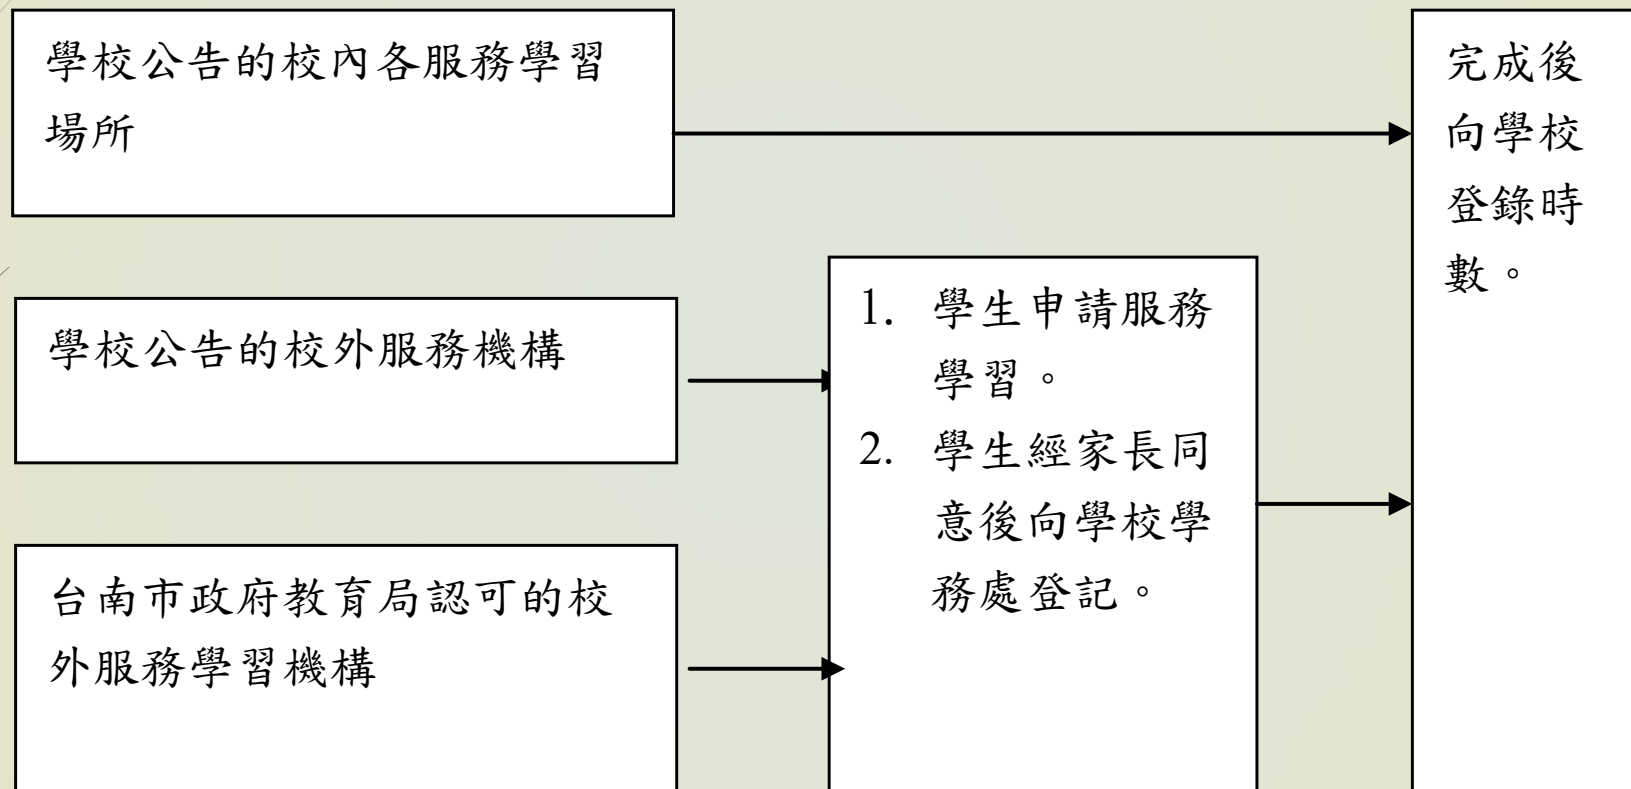 學校公告的校內各服務學習
場所
學校公告的校外服務機構
台南市政府教育局認可的校
外服務學習機構
1. 學生申請服務
學習。
2. 學生經家長同
意後向學校學
務處登記。
完成後
向學校
登錄時
數。